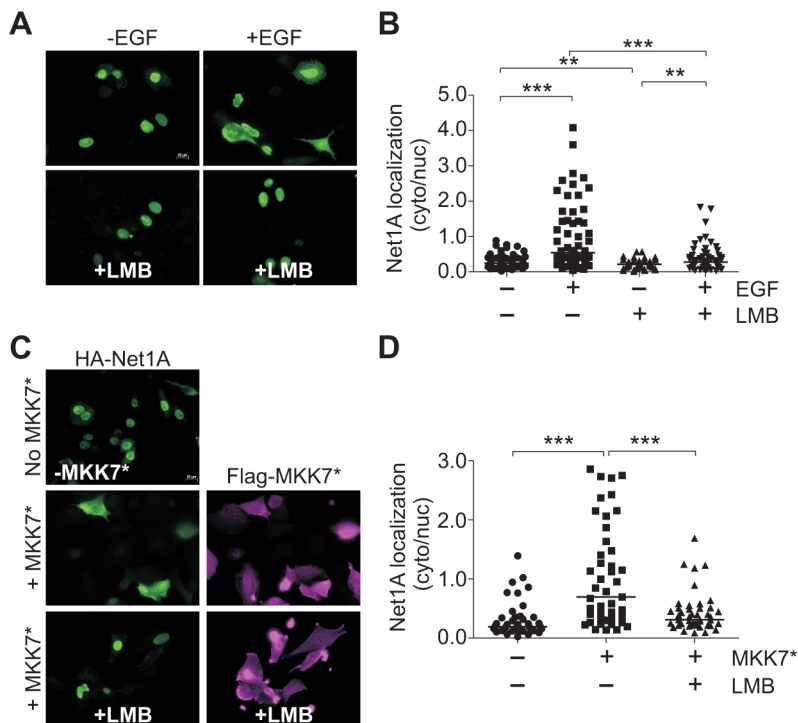 A
-EGF
+EGF
20 μm
+LMB
+LMB
B
Net1A localization
(cyto/nuc)
5.0
4.0
3.0
2.0
1.0
0.0
***
**
***
**
− + − + EGF
− − + + LMB
C
HA-Net1A
No MKK7*
-MKK7*
Flag-MKK7*
+ MKK7*
+ MKK7*
+LMB
+LMB
D
Net1A localization
(cyto/nuc)
3.0
2.0
1.0
0.0
***
***
− + + MKK7*
− − + LMB